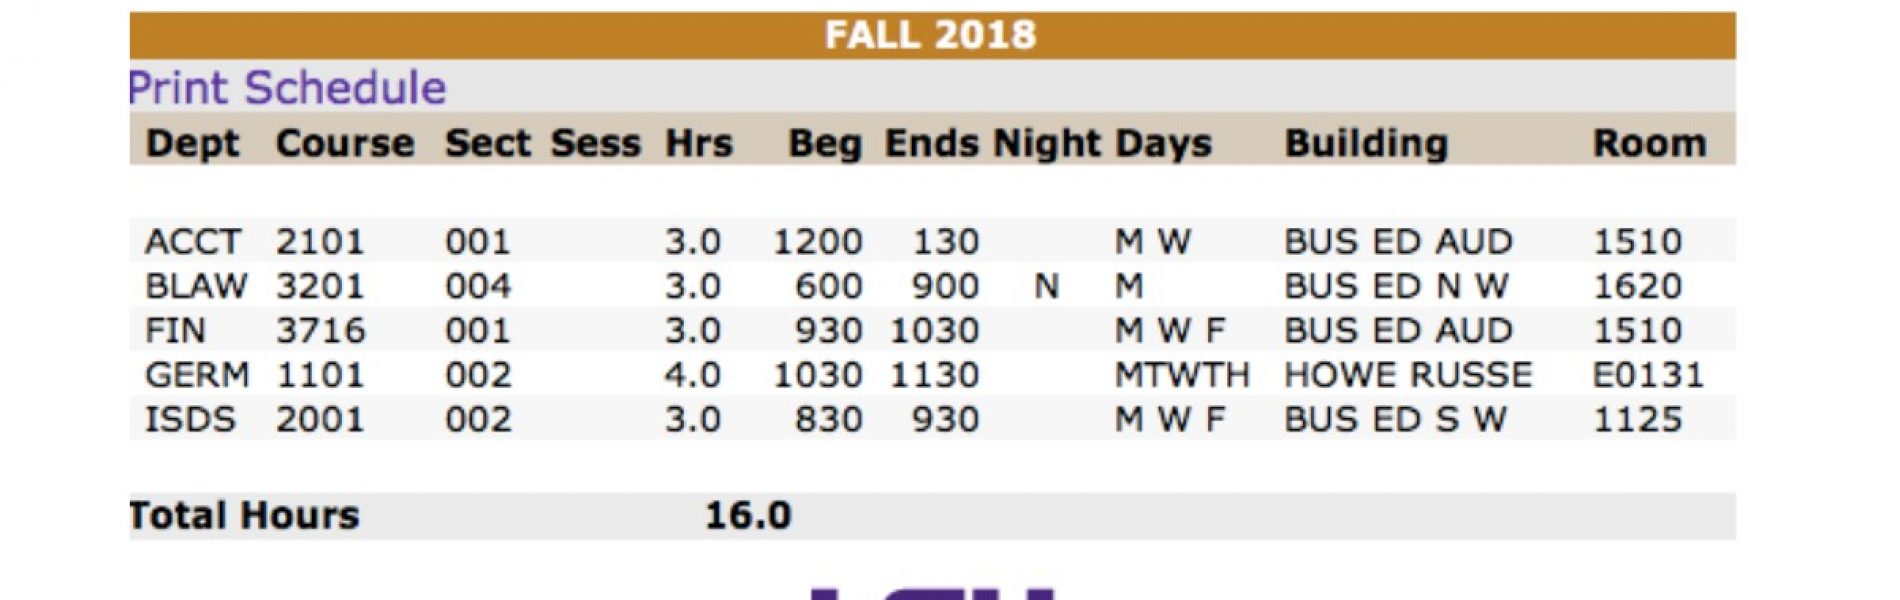 FALL 2018
Print Schedule
Dept Course Sect Sess Hrs Beg Ends Night Days Building Room
ACCT 2101 001 3.0 1200 130 M W BUS ED AUD 1510
BLAW 3201 004 3.0 600 900 N M BUS ED N W 1620
FIN 3716 001 3.0 930 1030 M W F BUS ED AUD 1510
GERM 1101 002 4.0 1030 1130 MTWTH HOWE RUSSE E0131
ISDS 2001 002 3.0 830 930 M W F BUS ED S W 1125
Total Hours 16.0